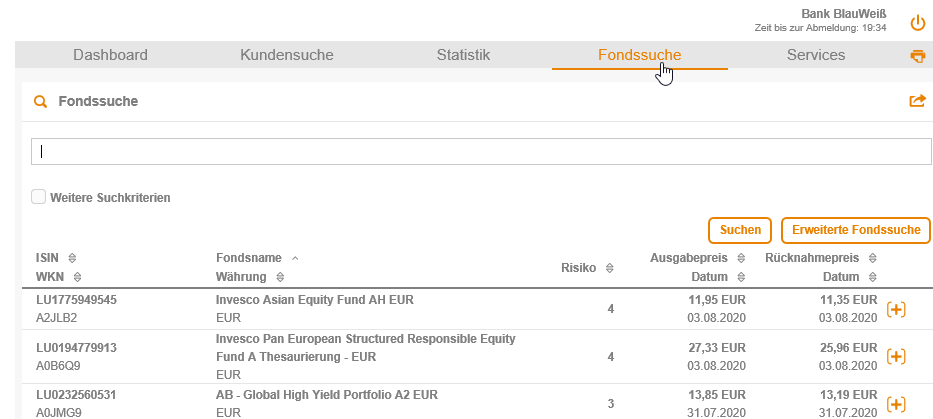 Bank BlauWeiß
Zeit bis zur Abmeldung: 19:34
Dashboard Kundensuche Statistik Fondssuche Services
Fondssuche
Weitere Suchkriterien
Suchen Erweiterte Fondssuche
ISIN Fondsname Risiko Ausgabepreis Rücknahmepreis
WKN Währung Datum Datum
LU1775949545 Invesco Asian Equity Fund AH EUR 4 11,95 EUR 11,35 EUR
A2JLB2 EUR 03.08.2020 03.08.2020
LU0194779913 Invesco Pan European Structured Responsible Equity Fund A Thesaurierung - EUR 4 27,33 EUR 25,96 EUR
A0B6Q9 EUR 03.08.2020 03.08.2020
LU0232560531 AB - Global High Yield Portfolio A2 EUR 3 13,85 EUR 13,19 EUR
A0JMG9 EUR 31.07.2020 31.07.2020